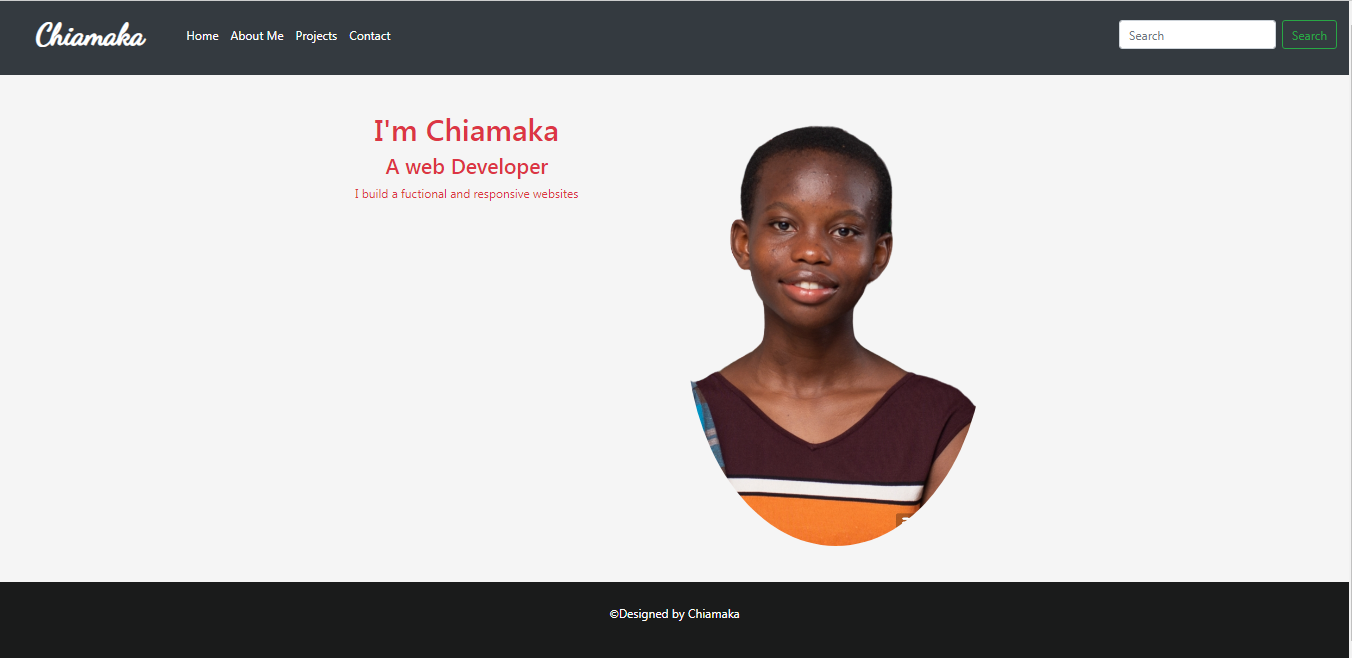 Chiamaka
Home About Me Projects Contact
Search Search
I'm Chiamaka
A web Developer
I build a fuctional and responsive websites
©Designed by Chiamaka